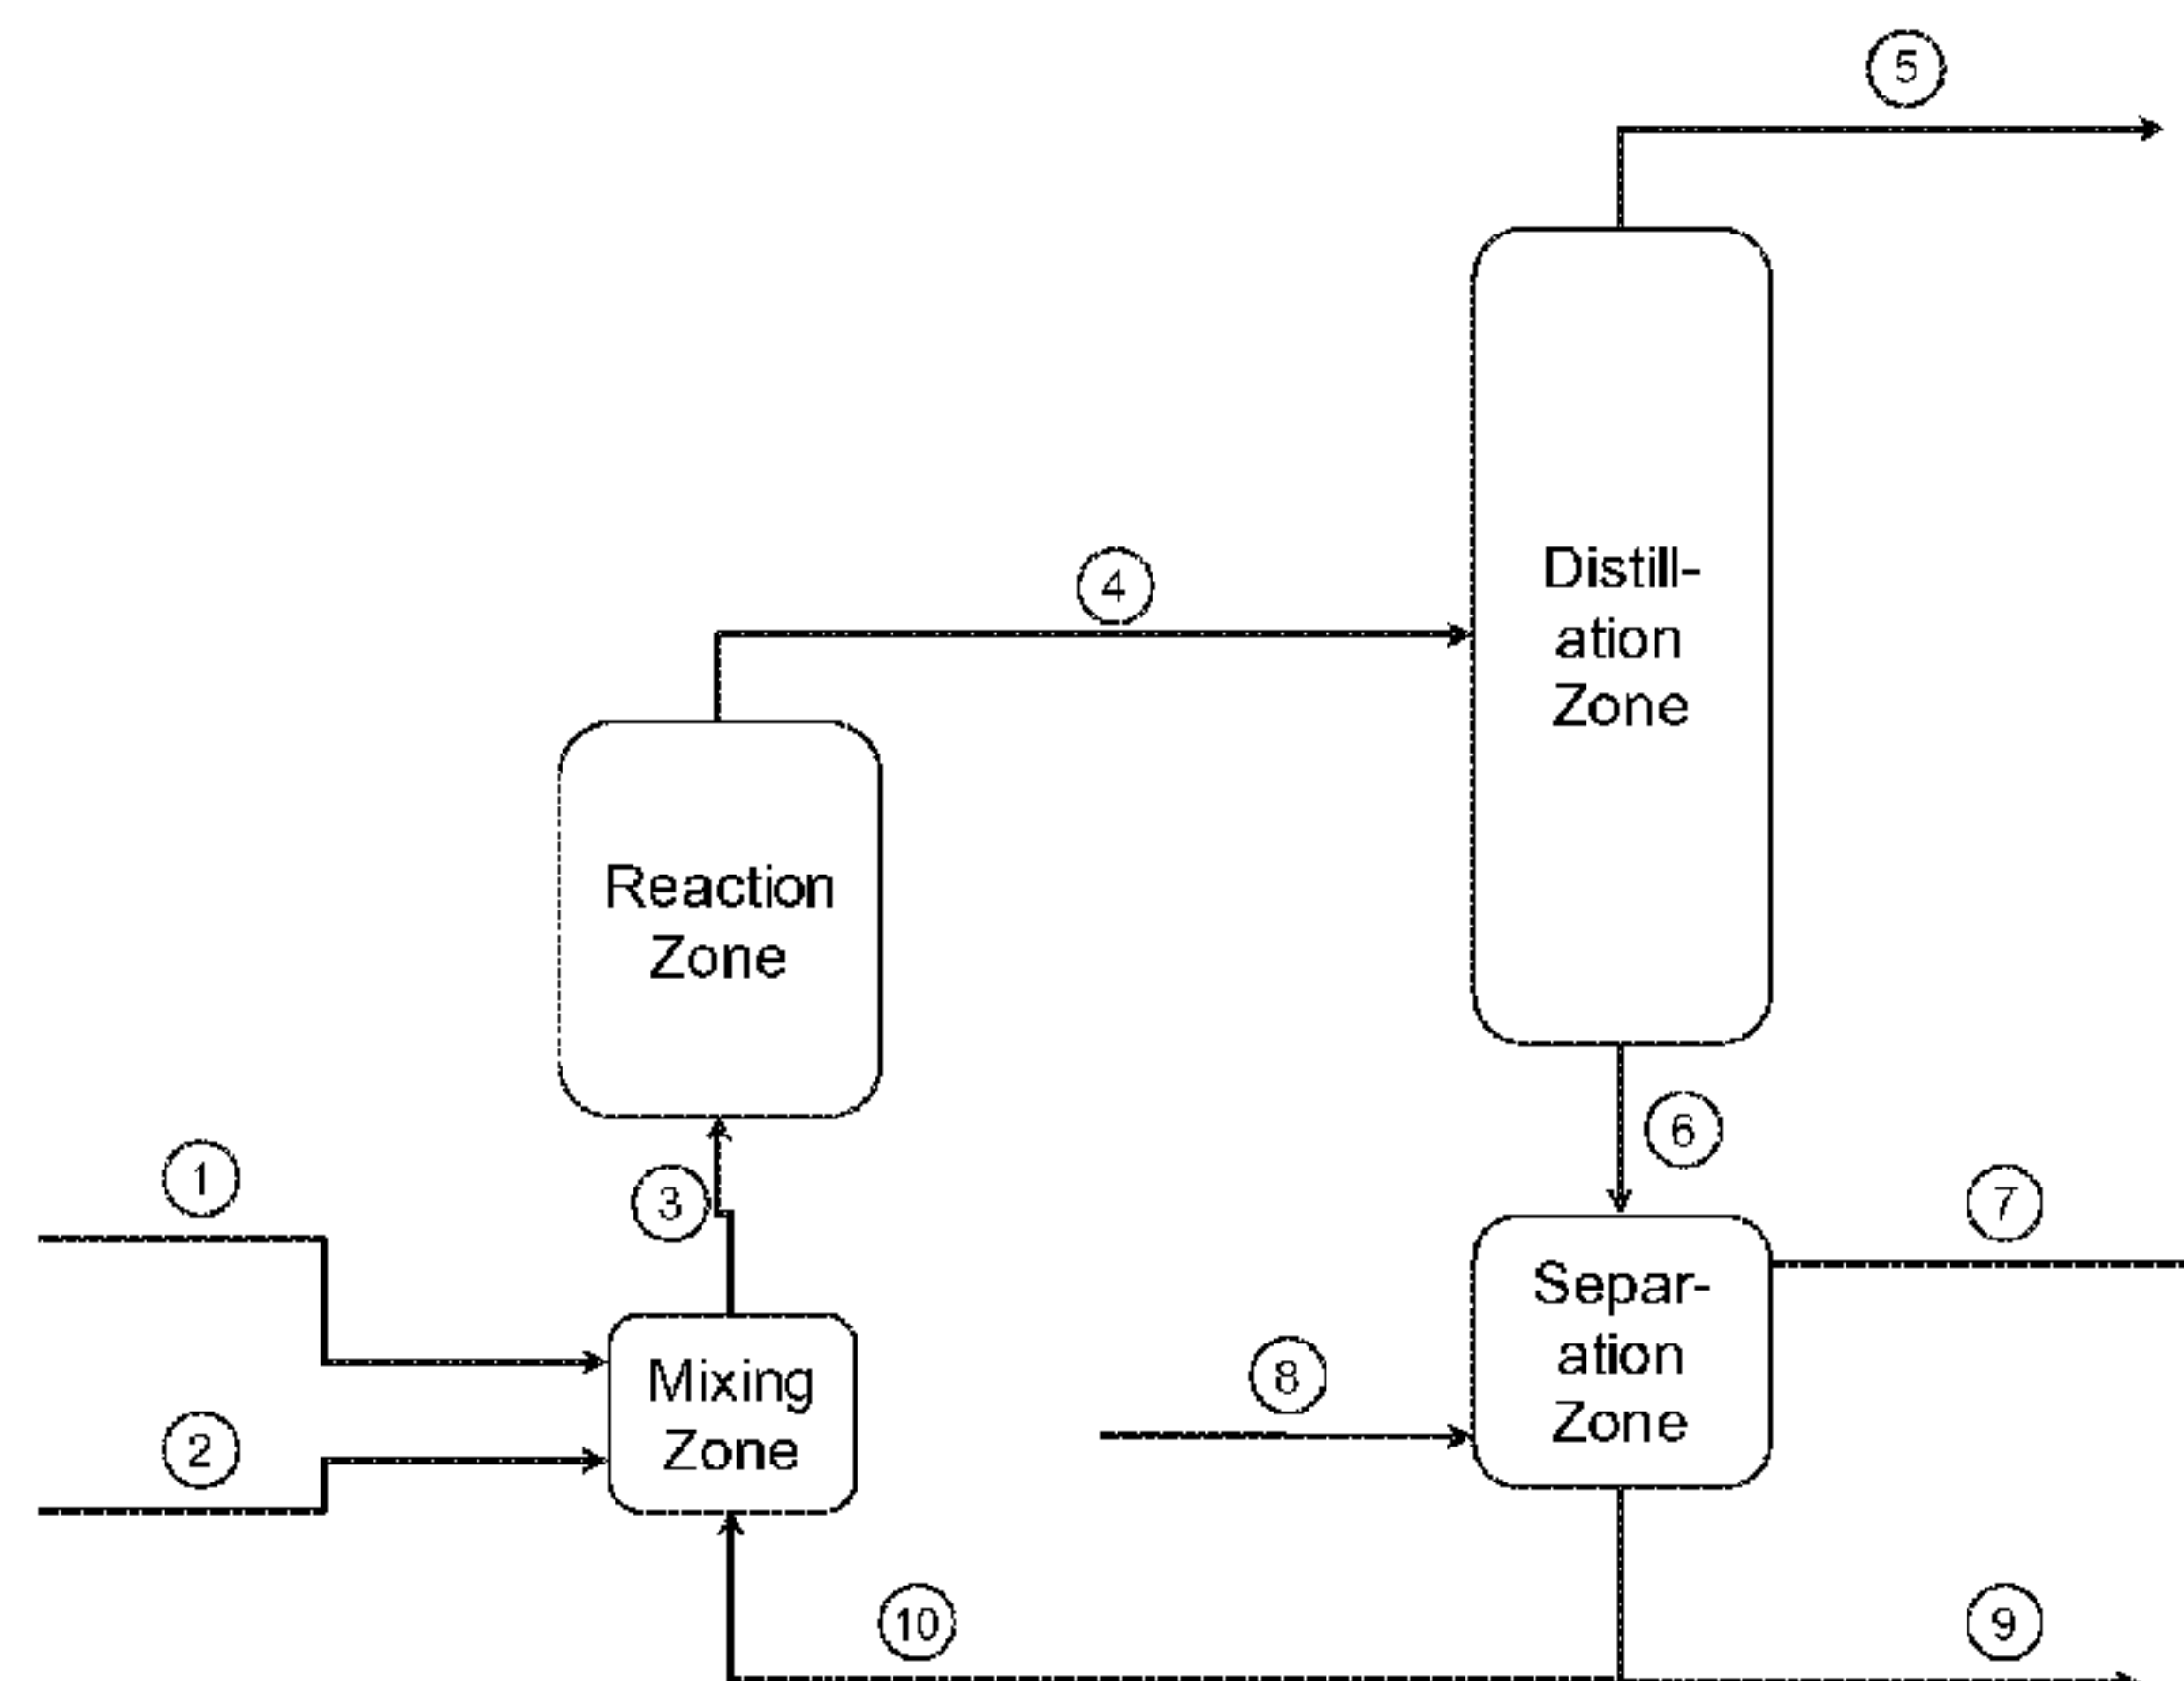 5
4
Distill-
ation
Zone
Reaction
Zone
6
1
3
7
Separ-
ation
Zone
8
Mixing
Zone
2
10
9